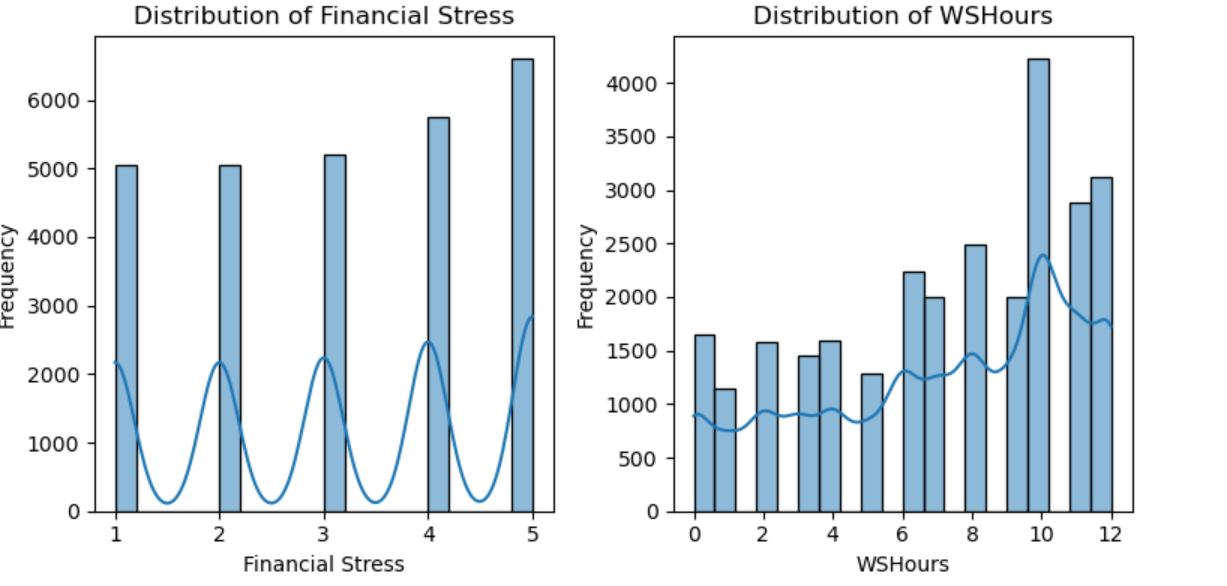 Distribution of Financial Stress
6000
5000
4000
3000
2000
1000
0
Frequency
1 2 3 4 5
Financial Stress
Distribution of WSHours
4000
3500
3000
2500
2000
1500
1000
500
0
Frequency
0 2 4 6 8 10 12
WSHours